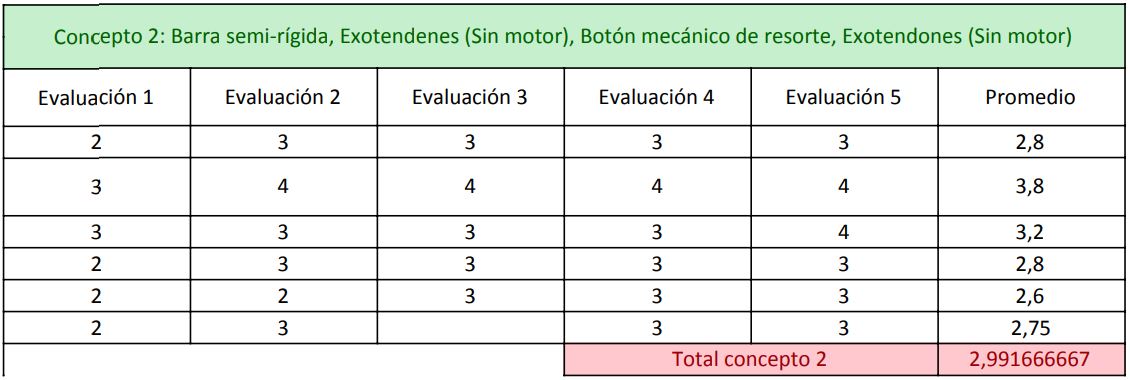 Concepto 2: Barra semi-rígida, Exotendenes (Sin motor), Botón mecánico de resorte, Exotendones (Sin motor)
Evaluación 1 Evaluación 2 Evaluación 3 Evaluación 4 Evaluación 5 Promedio
2 3 3 3 3 2,8
3 4 4 4 4 3,8
3 3 3 3 4 3,2
2 3 3 3 3 2,8
2 2 3 3 3 2,6
2 3 3 3 2,75
Total concepto 2 2,991666667